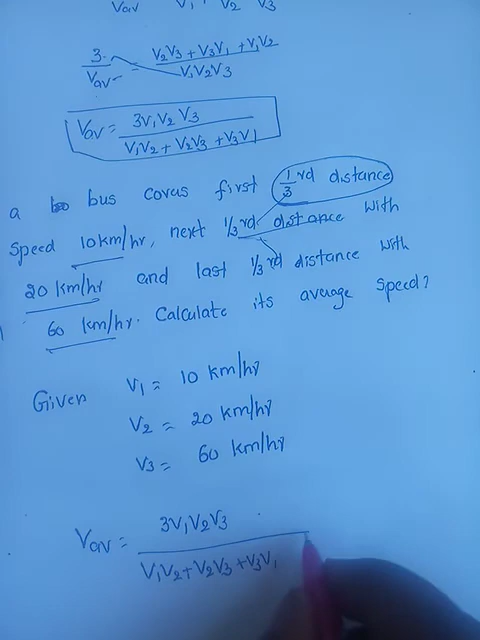 Vav V1 V2 V3
3/Vav = V2V3 + V3V1 + V1V2 / V1V2V3
Vav = 3V1V2V3 / V1V2 + V2V3 + V3V1
a bus covers first 1/3 rd distance
speed 10km/hr, next 1/3rd distance with
20 km/hr and last 1/3rd distance with
60 km/hr. Calculate its average speed?
Given V1 = 10 km/hr
V2 = 20 km/hr
V3 = 60 km/hr
Vav = 3V1V2V3 / V1V2 + V2V3 + V3V1